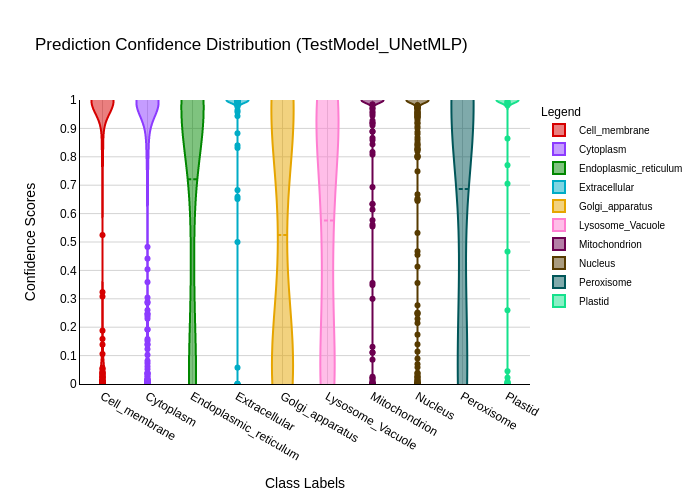 Prediction Confidence Distribution (TestModel_UNetMLP)
Confidence Scores
1
0.9
0.8
0.7
0.6
0.5
0.4
0.3
0.2
0.1
0
Cell_membrane
Cytoplasm
Endoplasmic_reticulum
Extracellular
Golgi_apparatus
Lysosome_Vacuole
Mitochondrion
Nucleus
Peroxisome
Plastid
Class Labels
Legend
Cell_membrane
Cytoplasm
Endoplasmic_reticulum
Extracellular
Golgi_apparatus
Lysosome_Vacuole
Mitochondrion
Nucleus
Peroxisome
Plastid